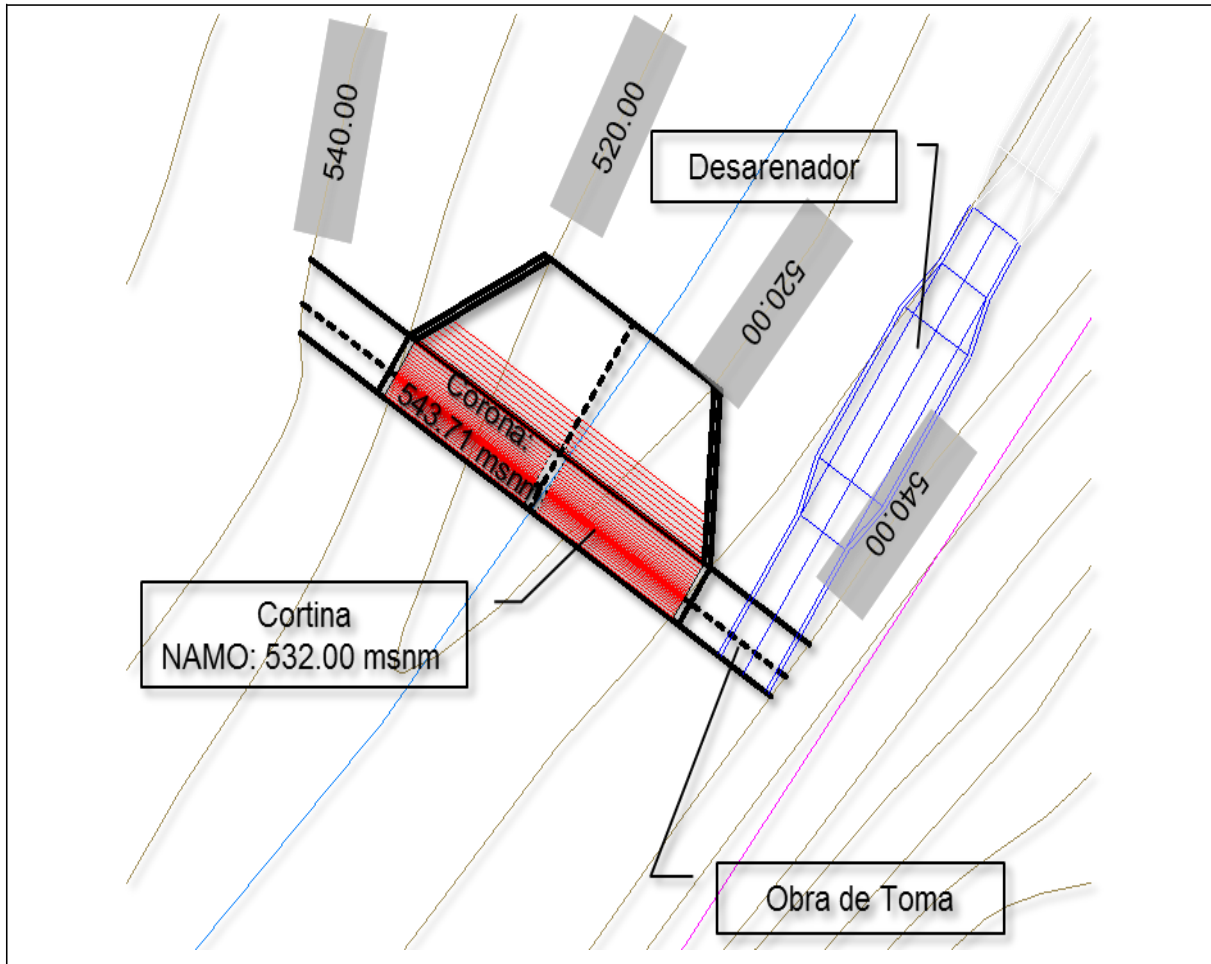 540.00
520.00
Desarenador
520.00
Corona:
543.71 msnm
540.00
Cortina
NAMO: 532.00 msnm
Obra de Toma